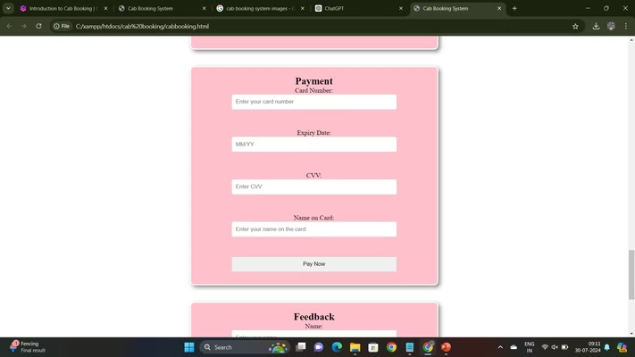 Introduction to Cab Booking |
Cab Booking System
cab booking system images -
ChatGPT
Cab Booking System
File
C:/xampp/htdocs/cab%20booking/cabbooking.html
Payment
Card Number:
Enter your card number
Expiry Date:
MM/YY
CVV:
Enter CVV
Name on Card:
Enter your name on the card
Pay Now
Feedback
Name:
Fencing
Final result
Search
ENG
IN
09:11
30-07-2024